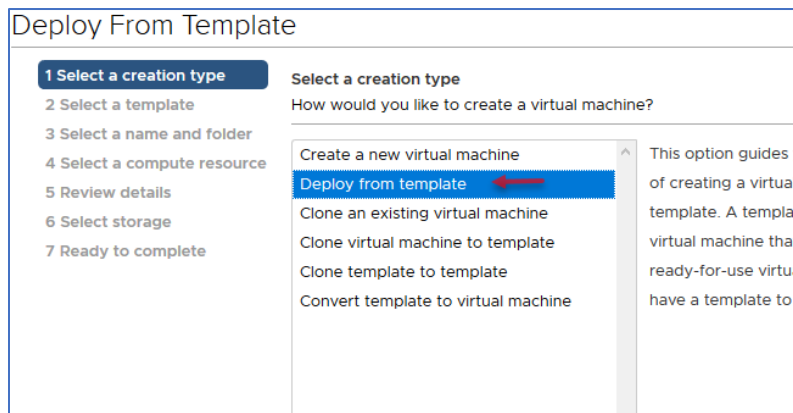 Deploy From Template
1 Select a creation type
2 Select a template
3 Select a name and folder
4 Select a compute resource
5 Review details
6 Select storage
7 Ready to complete
Select a creation type
How would you like to create a virtual machine?
Create a new virtual machine
Deploy from template
Clone an existing virtual machine
Clone virtual machine to template
Clone template to template
Convert template to virtual machine
This option guides
of creating a virtua
template. A templa
virtual machine tha
ready-for-use virtua
have a template to